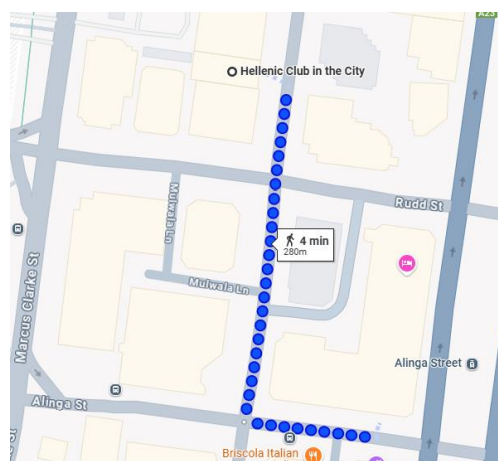 A23
Hellenic Club in the City
Rudd St
Mulwala Ln
4 min
280m
Mulwala Ln
Marcus Clarke St
Alinga Street
Alinga St
Briscola Italian